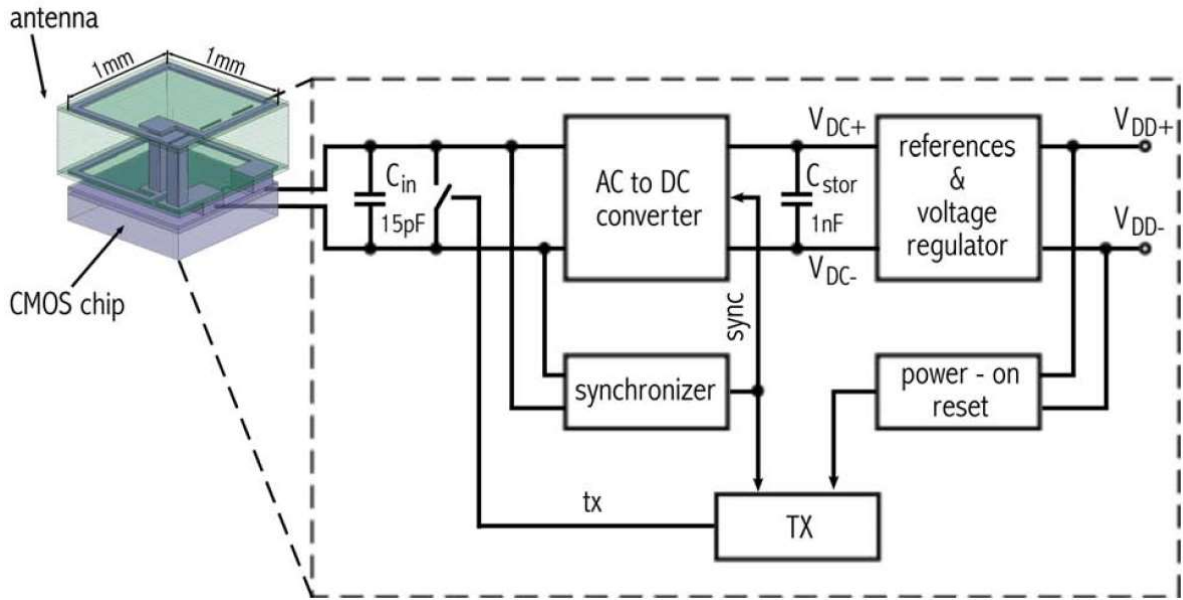 antenna
1mm
1mm
CMOS chip
C_in
15pF
AC to DC
converter
V_DC+
C_stor
1nF
V_DC-
references
&
voltage
regulator
V_DD+
V_DD-
sync
synchronizer
power - on
reset
tx
TX